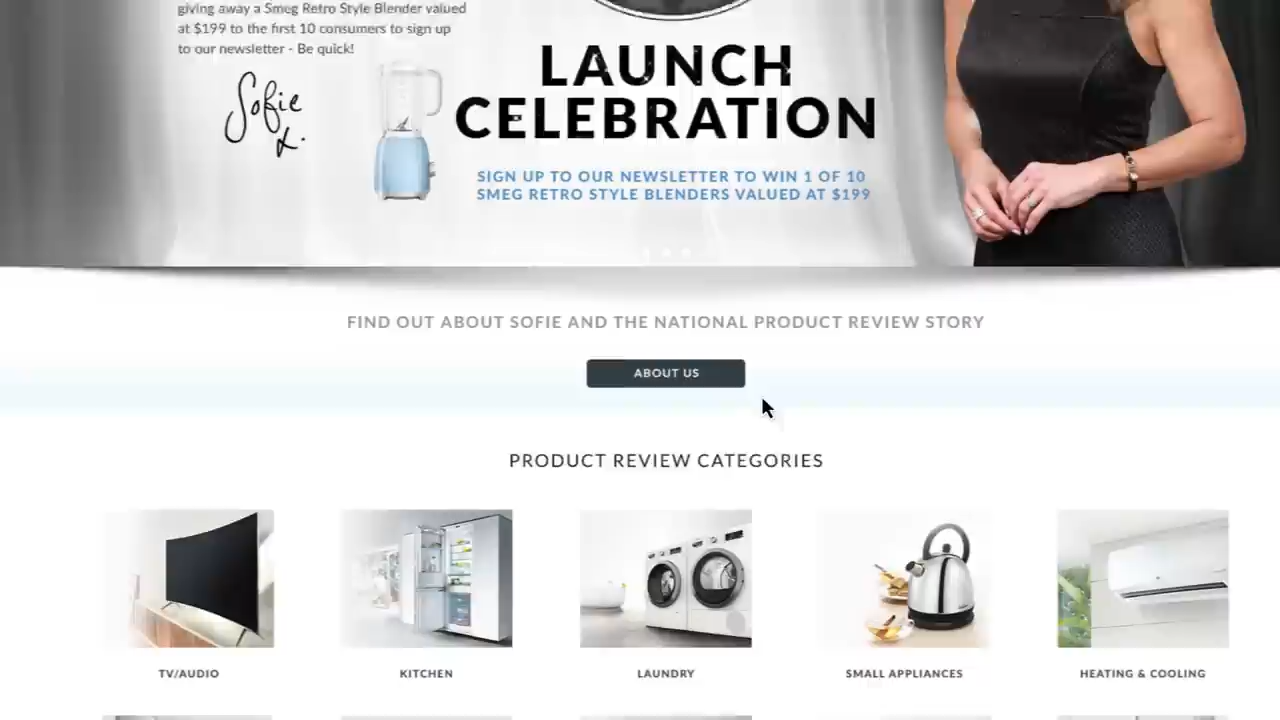 giving away a Smeg Retro Style Blender valued
at $199 to the first 10 consumers to sign up
to our newsletter - Be quick!
Sofie
x.
LAUNCH
CELEBRATION
SIGN UP TO OUR NEWSLETTER TO WIN 1 OF 10
SMEG RETRO STYLE BLENDERS VALUED AT $199
FIND OUT ABOUT SOFIE AND THE NATIONAL PRODUCT REVIEW STORY
ABOUT US
PRODUCT REVIEW CATEGORIES
TV/AUDIO
KITCHEN
LAUNDRY
SMALL APPLIANCES
HEATING & COOLING